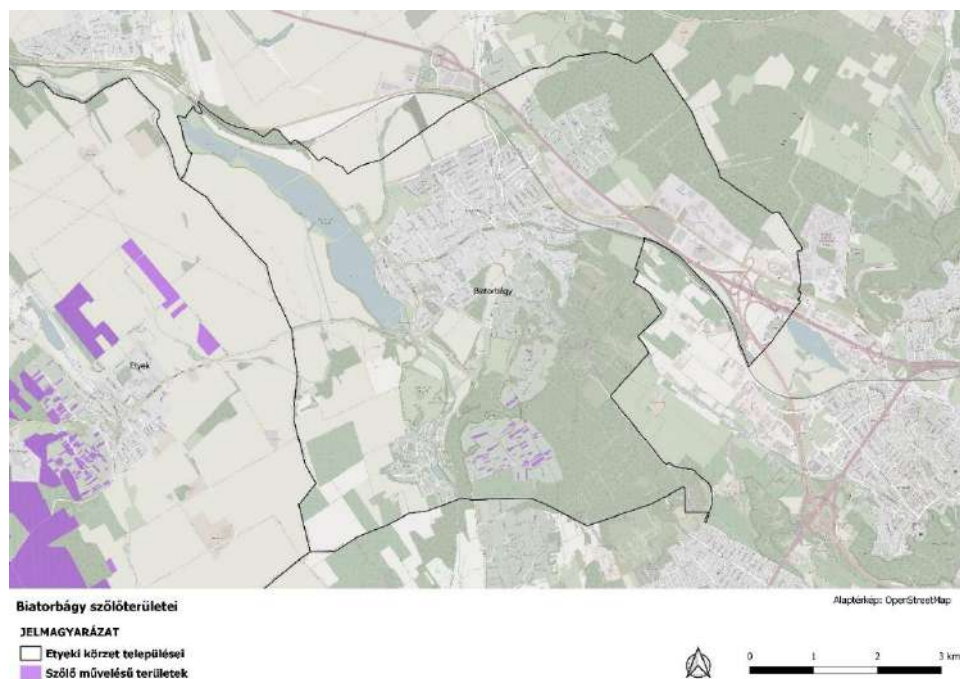 Biatorbágy
Etyek
Biatorbágy szőlőterületei
Alaptérkép: OpenStreetMap
JELMAGYARÁZAT
Etyeki körzet települései
Szőlő művelésű területek
0 1 2 3 km